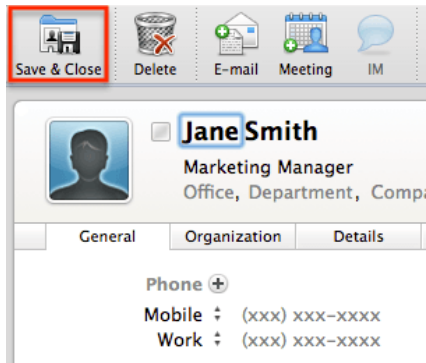 Save & Close Delete E-mail Meeting IM
Jane Smith
Marketing Manager
Office, Department, Compa
General Organization Details
Phone
Mobile (xxx) xxx-xxxx
Work (xxx) xxx-xxxx